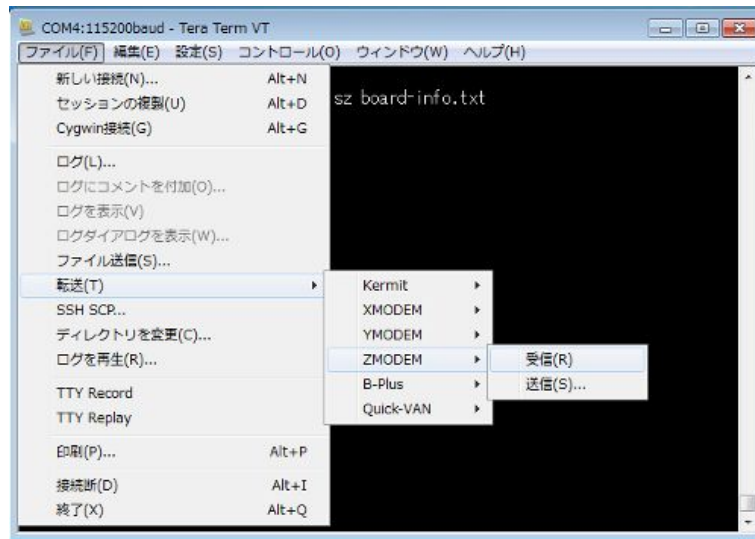 COM4:115200baud - Tera Term VT
ファイル(F) 編集(E) 設定(S) コントロール(O) ウィンドウ(W) ヘルプ(H)
新しい接続(N)... Alt+N
セッションの複製(U) Alt+D
Cygwin接続(G) Alt+G
sz board-info.txt
ログ(L)...
ログにコメントを付加(O)...
ログを表示(V)
ログダイアログを表示(W)...
ファイル送信(S)...
転送(T)
SSH SCP...
ディレクトリを変更(C)...
ログを再生(R)...
TTY Record
TTY Replay
印刷(P)... Alt+P
接続断(D) Alt+I
終了(X) Alt+Q
Kermit
XMODEM
YMODEM
ZMODEM
B-Plus
Quick-VAN
受信(R)
送信(S)...